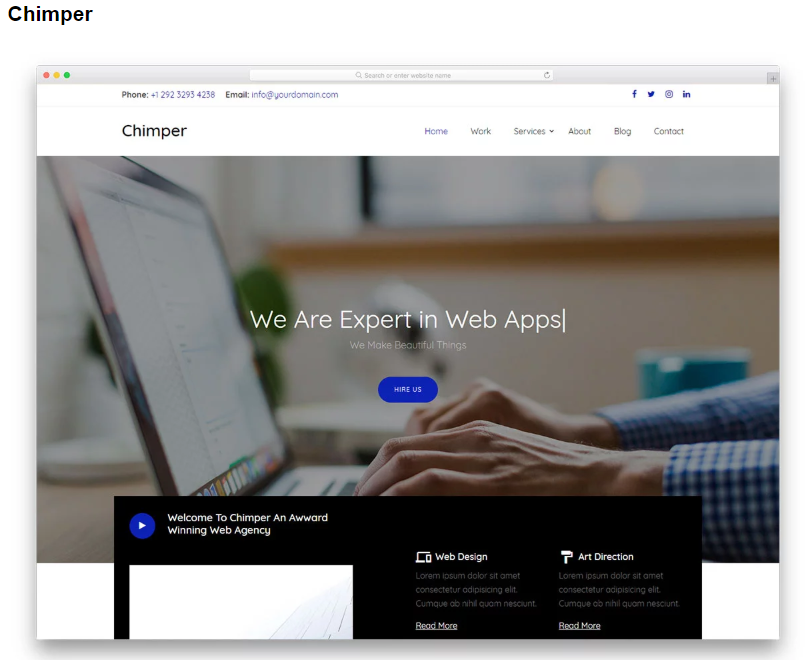 Chimper
Search or enter website name
Phone: +1 292 3293 4238 Email: info@yourdomain.com
Chimper
Home Work Services About Blog Contact
We Are Expert in Web Apps|
We Make Beautiful Things
HIRE US
Welcome To Chimper An Awward
Winning Web Agency
Web Design
Lorem ipsum dolor sit amet
consectetur adipisicing elit.
Cumque ab nihil quam nesciunt.
Read More
Art Direction
Lorem ipsum dolor sit amet
consectetur adipisicing elit.
Cumque ab nihil quam nesciunt.
Read More